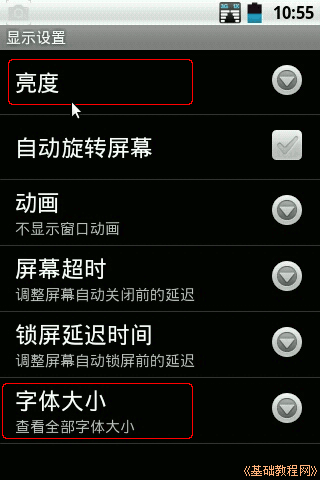 3G 1X 10:55
显示设置
亮度
自动旋转屏幕
动画
不显示窗口动画
屏幕超时
调整屏幕自动关闭前的延迟
锁屏延迟时间
调整屏幕自动锁屏前的延迟
字体大小
查看全部字体大小
《基础教程网》